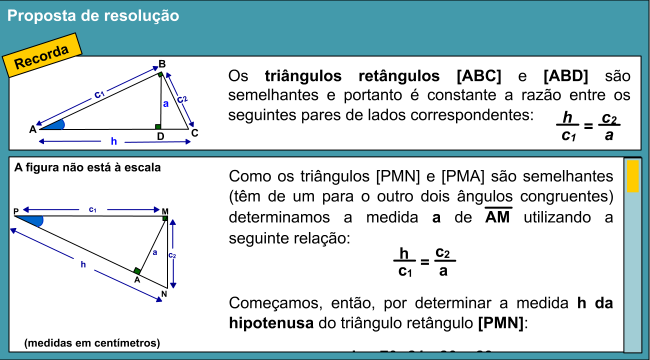 Proposta de resolução
Recorda
B
c₁
c₂
a
A
D
C
h
Os triângulos retângulos [ABC] e [ABD] são
semelhantes e portanto é constante a razão entre os
seguintes pares de lados correspondentes:
h/c₁ = c₂/a
A figura não está à escala
P
c₁
M
a
c₂
h
A
N
(medidas em centímetros)
Como os triângulos [PMN] e [PMA] são semelhantes
(têm de um para o outro dois ângulos congruentes)
determinamos a medida a de AM utilizando a
seguinte relação:
h/c₁ = c₂/a
Começamos, então, por determinar a medida h da
hipotenusa do triângulo retângulo [PMN]: